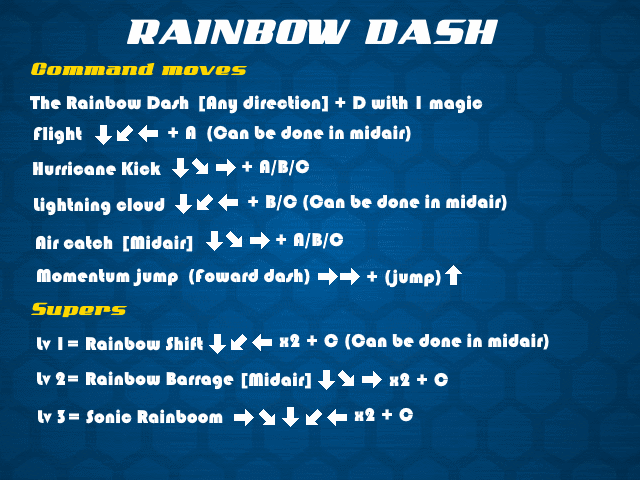 RAINBOW DASH
Command moves
The Rainbow Dash [Any direction] + D with 1 magic
Flight ↓ ↙ ← + A (Can be done in midair)
Hurricane Kick ↓ ↘ → + A/B/C
Lightning cloud ↓ ↙ ← + B/C (Can be done in midair)
Air catch [Midair] ↓ ↘ → + A/B/C
Momentum jump (Foward dash) → → + (jump) ↑
Supers
Lv 1= Rainbow Shift ↓ ↙ ← x2 + C (Can be done in midair)
Lv 2= Rainbow Barrage [Midair] ↓ ↘ → x2 + C
Lv 3= Sonic Rainboom → ↘ ↓ ↙ ← x2 + C